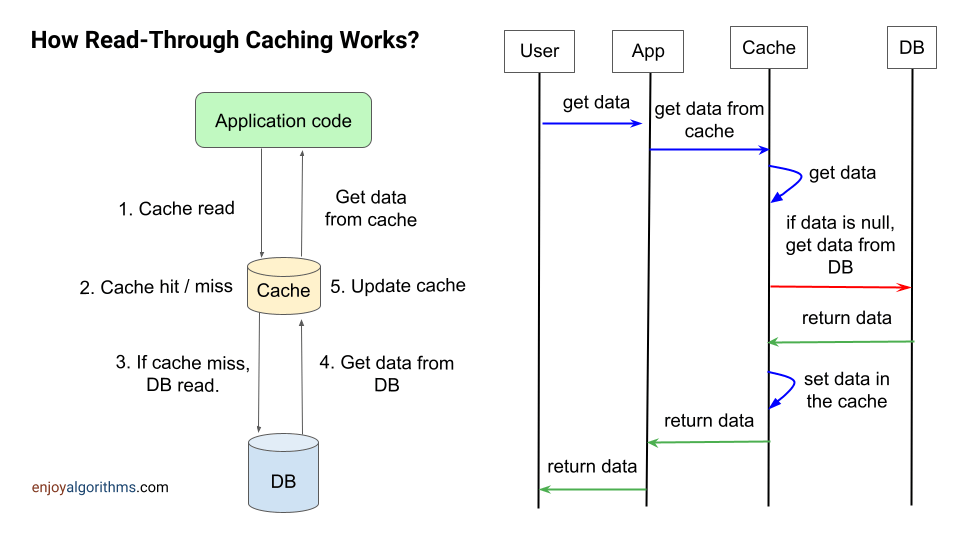 How Read-Through Caching Works?
Application code
1. Cache read
Get data
from cache
2. Cache hit / miss
Cache
5. Update cache
3. If cache miss,
DB read.
4. Get data from
DB
DB
enjoyalgorithms.com
User
App
Cache
DB
get data
get data from
cache
get data
if data is null,
get data from
DB
return data
set data in
the cache
return data
return data